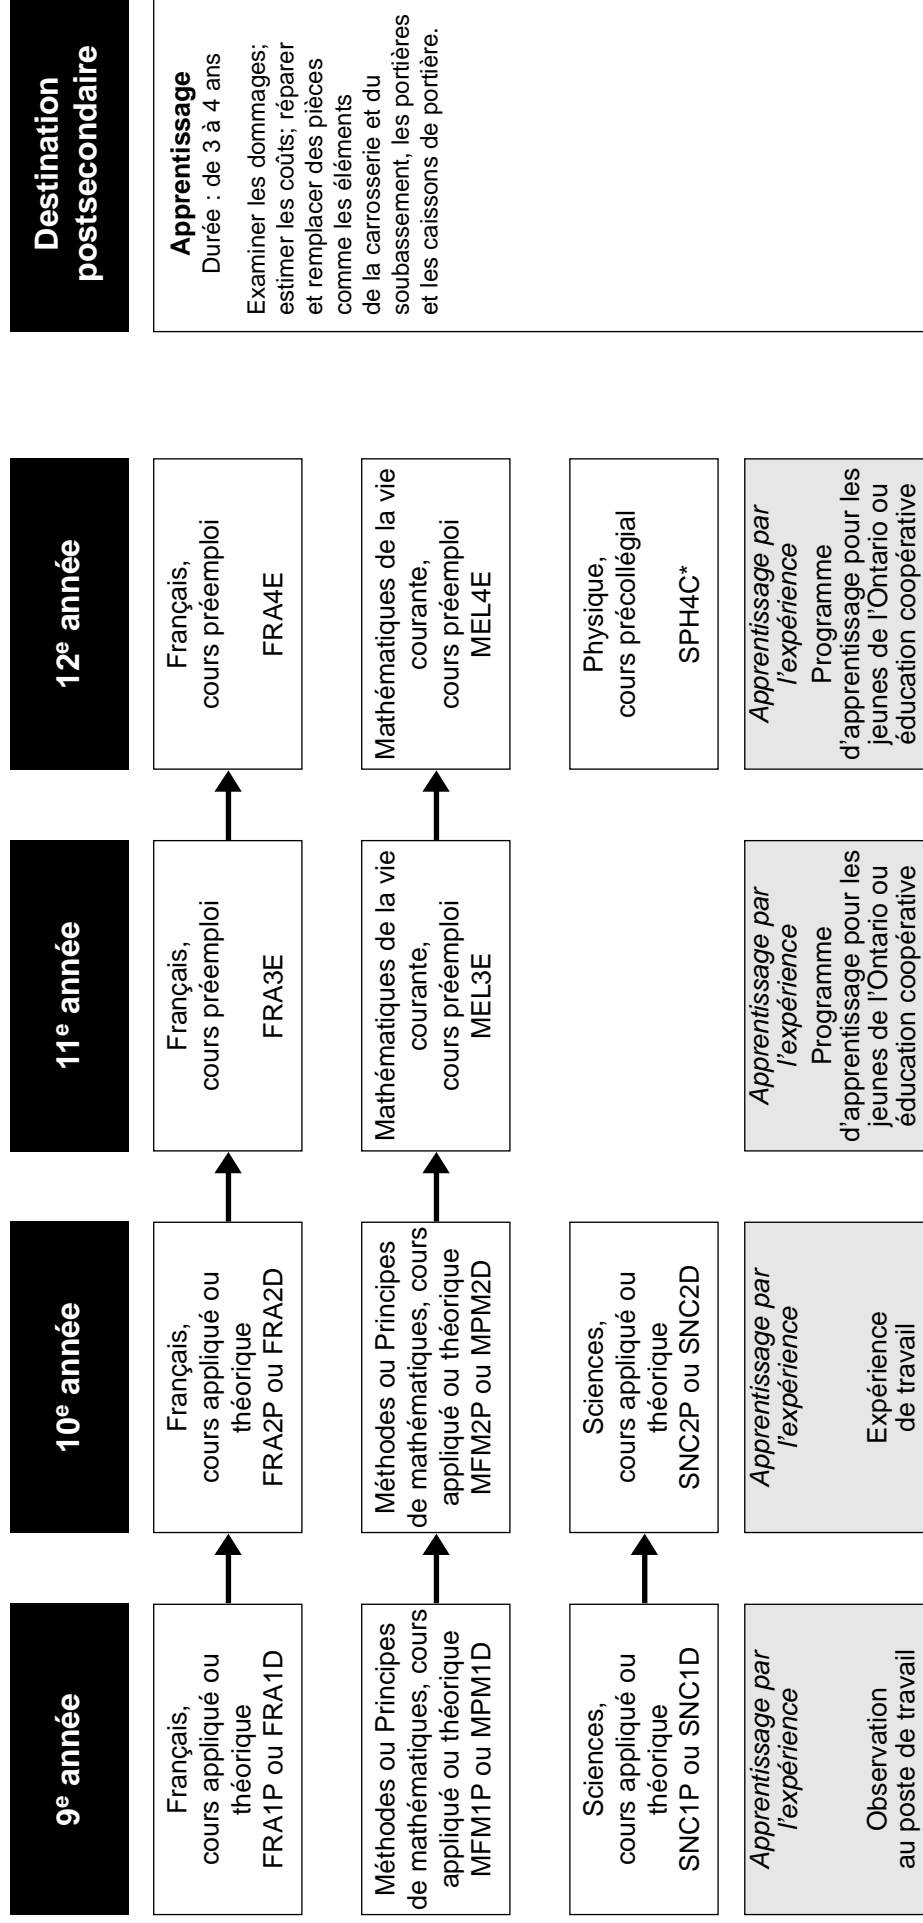 9e année
10e année
11e année
12e année
Destination
postsecondaire
Français,
cours appliqué ou
théorique
FRA1P ou FRA1D
Français,
cours appliqué ou
théorique
FRA2P ou FRA2D
Français,
cours préemploi
FRA3E
Français,
cours préemploi
FRA4E
Apprentissage
Durée : de 3 à 4 ans
Examiner les dommages;
estimer les coûts; réparer
et remplacer des pièces
comme les éléments
de la carrosserie et du
soubassement, les portières
et les caissons de portière.
Méthodes ou Principes
de mathématiques, cours
appliqué ou théorique
MFM1P ou MPM1D
Méthodes ou Principes
de mathématiques, cours
appliqué ou théorique
MFM2P ou MPM2D
Mathématiques de la vie
courante,
cours préemploi
MEL3E
Mathématiques de la vie
courante,
cours préemploi
MEL4E
Sciences,
cours appliqué ou
théorique
SNC1P ou SNC1D
Sciences,
cours appliqué ou
théorique
SNC2P ou SNC2D
Physique,
cours précollégial
SPH4C*
Apprentissage par
l'expérience
Observation
au poste de travail
Apprentissage par
l'expérience
Expérience
de travail
Apprentissage par
l'expérience
Programme
d'apprentissage pour les
jeunes de l'Ontario ou
éducation coopérative
Apprentissage par
l'expérience
Programme
d'apprentissage pour les
jeunes de l'Ontario ou
éducation coopérative